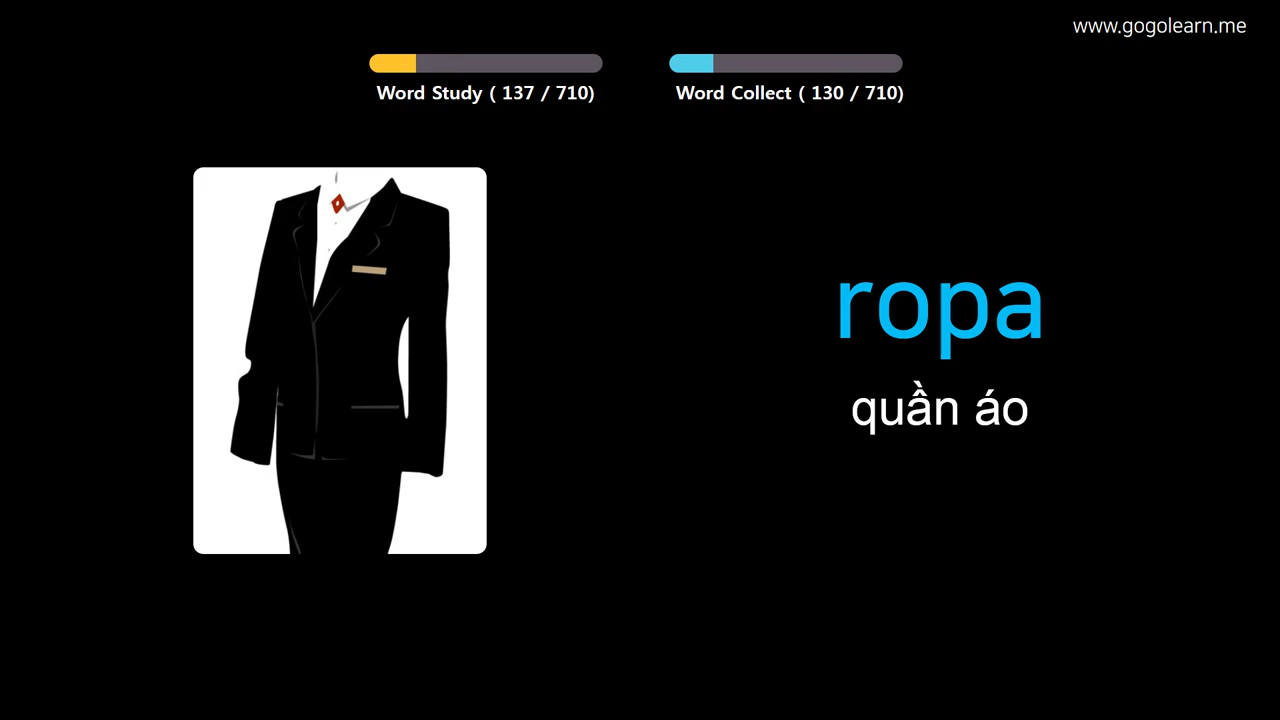 www.gogolearn.me
Word Study ( 137 / 710)
Word Collect ( 130 / 710)
ropa
quần áo